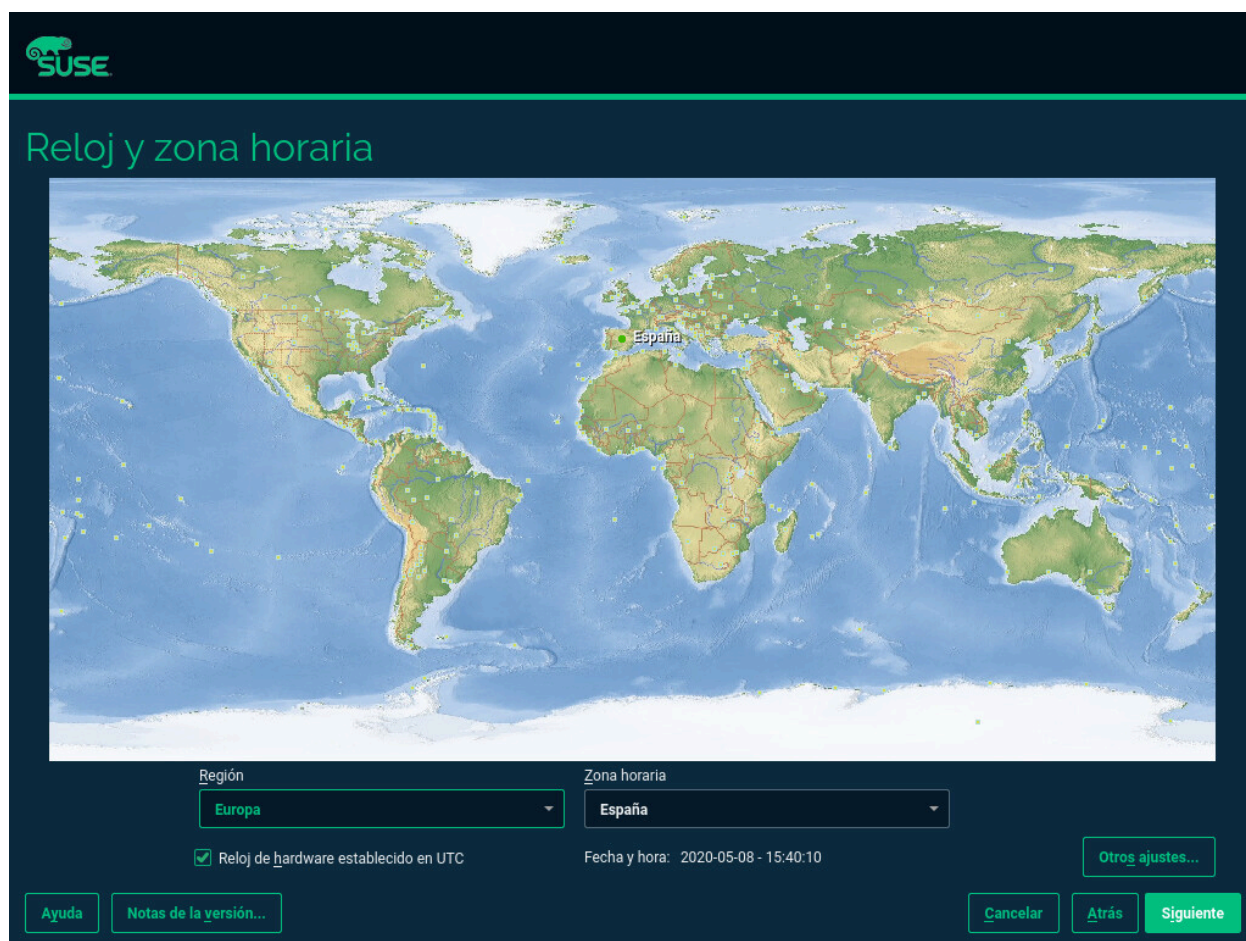 SUSE
Reloj y zona horaria
España
Región
Zona horaria
Europa
España
Reloj de hardware establecido en UTC
Fecha y hora: 2020-05-08 - 15:40:10
Otros ajustes...
Ayuda
Notas de la versión...
Cancelar
Atrás
Siguiente